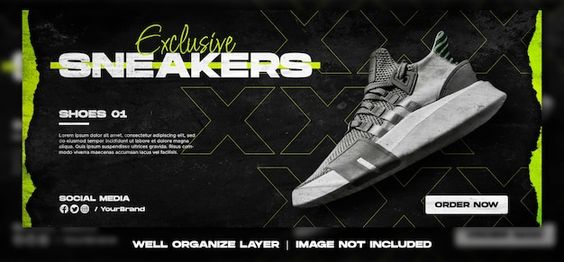 Exclusive
SNEAKERS
SHOES 01
Lorem ipsum dolor sit amet, consectetur adipiscing elit, sed
do eiusmod tempor incididunt ut labore et dolore magna
aliqua. Quis ipsum suspendisse ultrices gravida. Risus com-
modo viverra maecenas accumsan lacus vel facilisis.
SOCIAL MEDIA
/ YourBrand
ORDER NOW
WELL ORGANIZE LAYER | IMAGE NOT INCLUDED